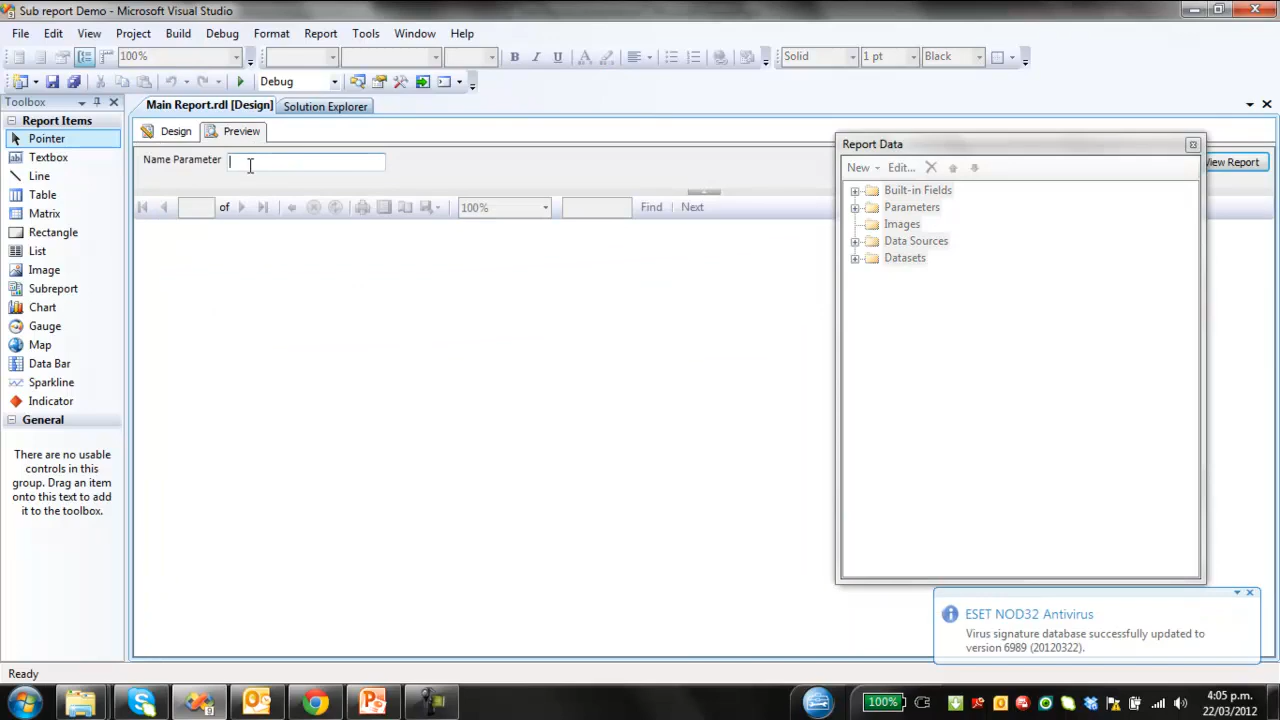 Sub report Demo - Microsoft Visual Studio
File Edit View Project Build Debug Format Report Tools Window Help
100% B I U A Solid 1 pt Black
Debug
Toolbox
Main Report.rdl [Design] Solution Explorer
Report Items
Design Preview
Pointer
Textbox
Line
Table
Matrix
Rectangle
List
Image
Subreport
Chart
Gauge
Map
Data Bar
Sparkline
Indicator
General
There are no usable
controls in this
group. Drag an item
onto this text to add
it to the toolbox.
Name Parameter
View Report
of 100% Find Next
Report Data
New Edit...
Built-in Fields
Parameters
Images
Data Sources
Datasets
ESET NOD32 Antivirus
Virus signature database successfully updated to
version 6989 (20120322).
Ready
100%
4:05 p.m.
22/03/2012